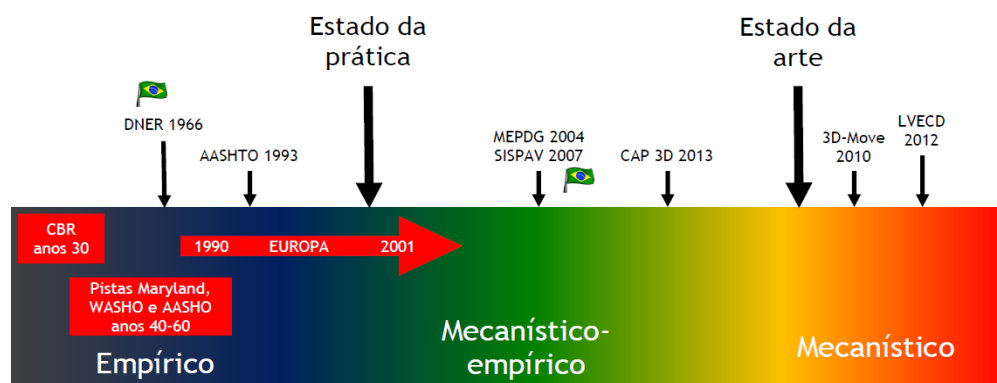 Estado da
prática
Estado da
arte
DNER 1966
AASHTO 1993
MEPDG 2004
SISPAV 2007
CAP 3D 2013
3D-Move
2010
LVECD
2012
CBR
anos 30
1990 EUROPA 2001
Pistas Maryland,
WASHO e AASHO
anos 40-60
Empírico
Mecanístico-
empírico
Mecanístico